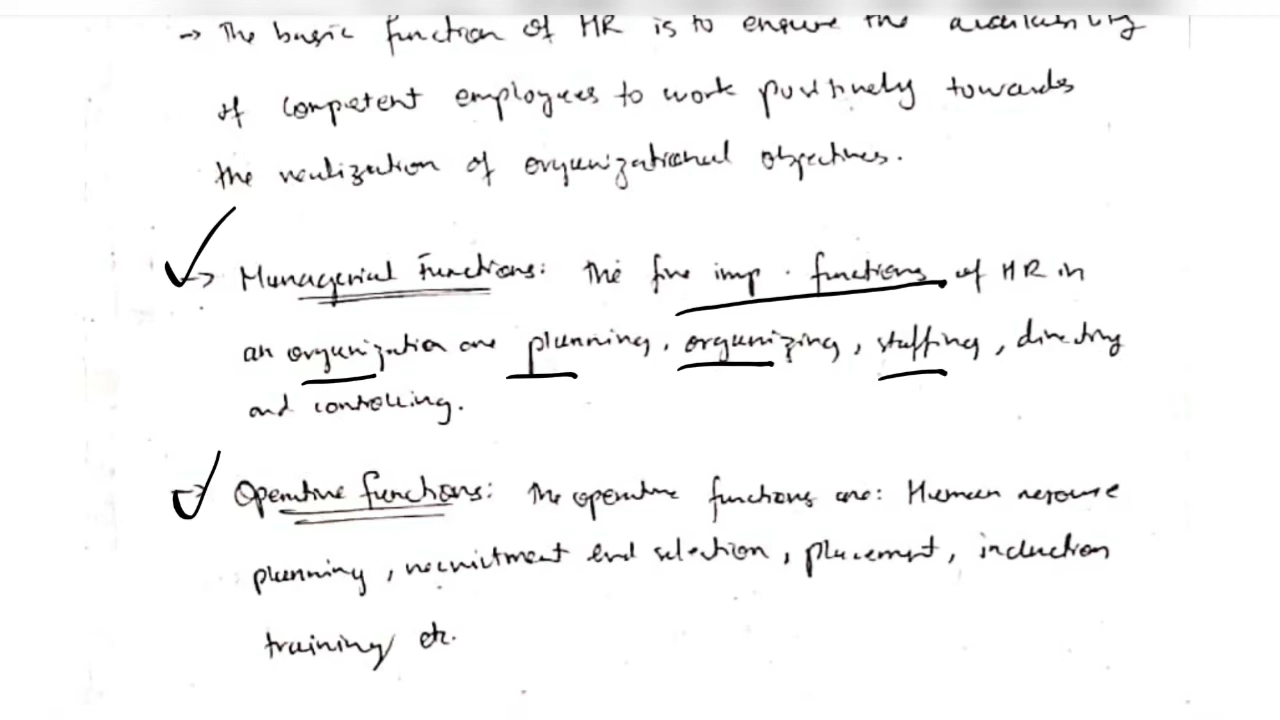 → The basic function of HR is to ensure the availability
of competent employees to work positively towards
the realization of organizational objectives.
→ Managerial Functions: The five imp. functions of HR in
an organization are planning, organizing, staffing, directing
and controlling.
→ Operative functions: The operative functions are: Human resource
planning, recruitment and selection, placement, induction
training etc.